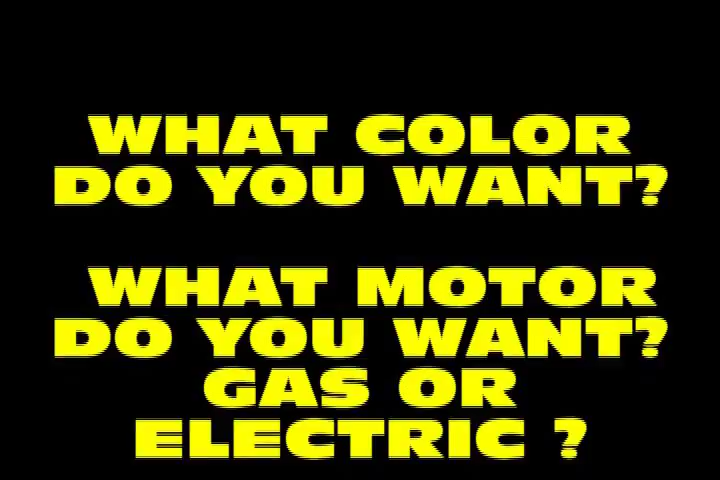 WHAT COLOR
DO YOU WANT?
WHAT MOTOR
DO YOU WANT?
GAS OR
ELECTRIC ?